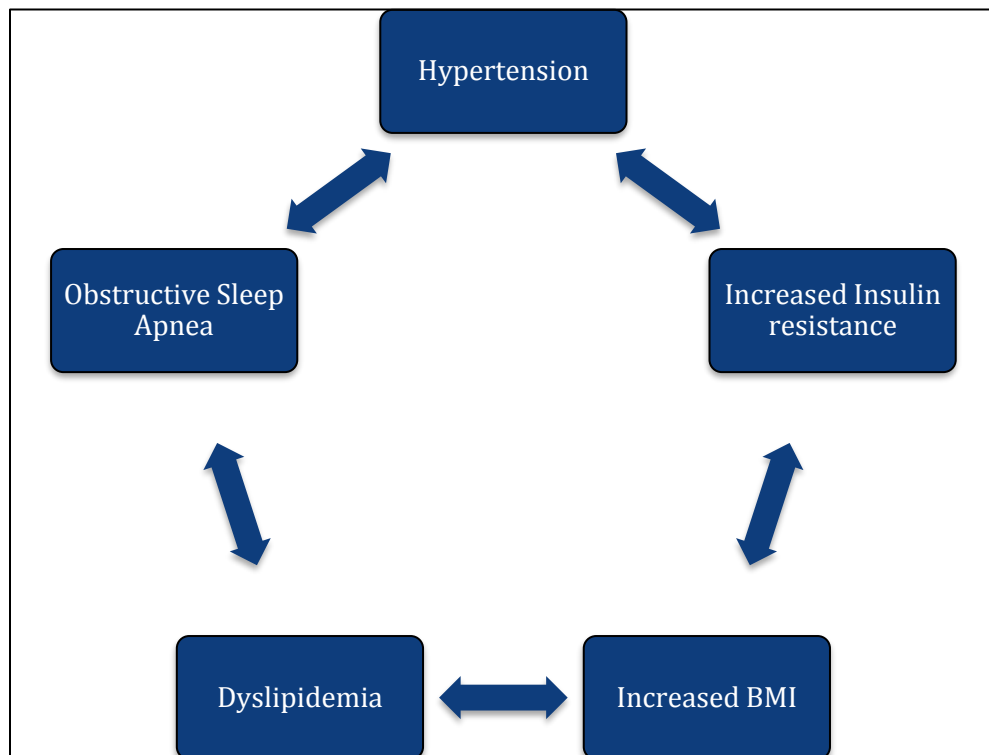 Hypertension
Obstructive Sleep
Apnea
Increased Insulin
resistance
Dyslipidemia
Increased BMI